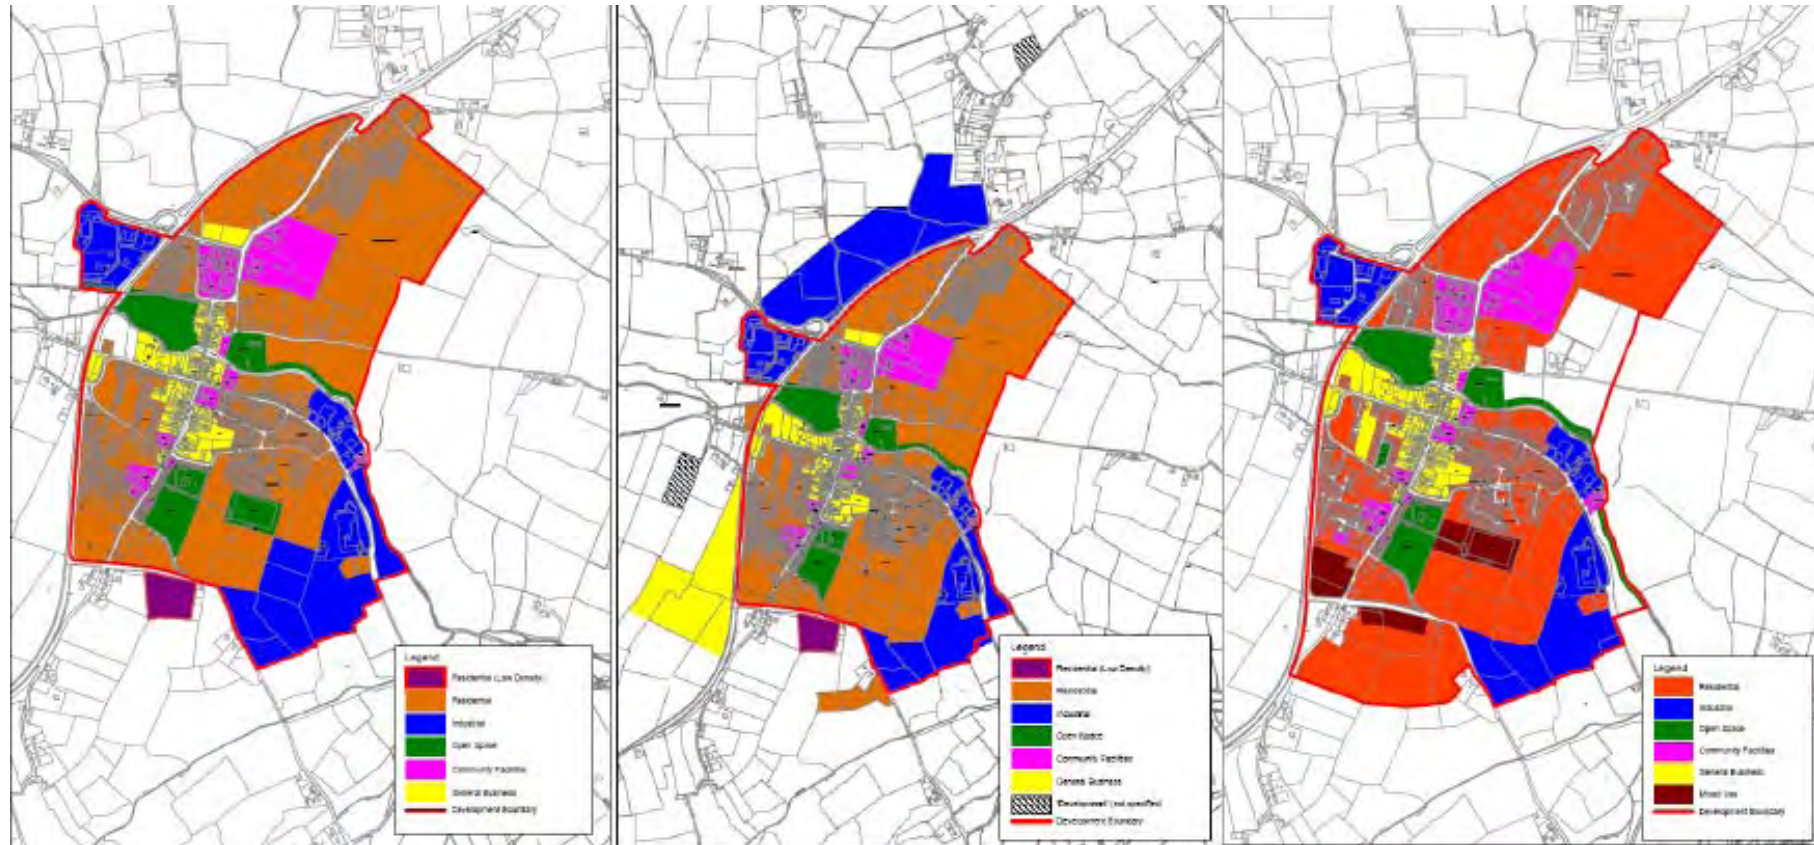 Legend
Residential (Low Density)
Residential
Industrial
Open Space
Community Facilities
General Business
Development Boundary
Legend
Residential (Low Density)
Residential
Industrial
Open Space
Community Facilities
General Business
'Development' (not specified)
Development Boundary
Legend
Residential
Industrial
Open Space
Community Facilities
General Business
Mixed Use
Development Boundary